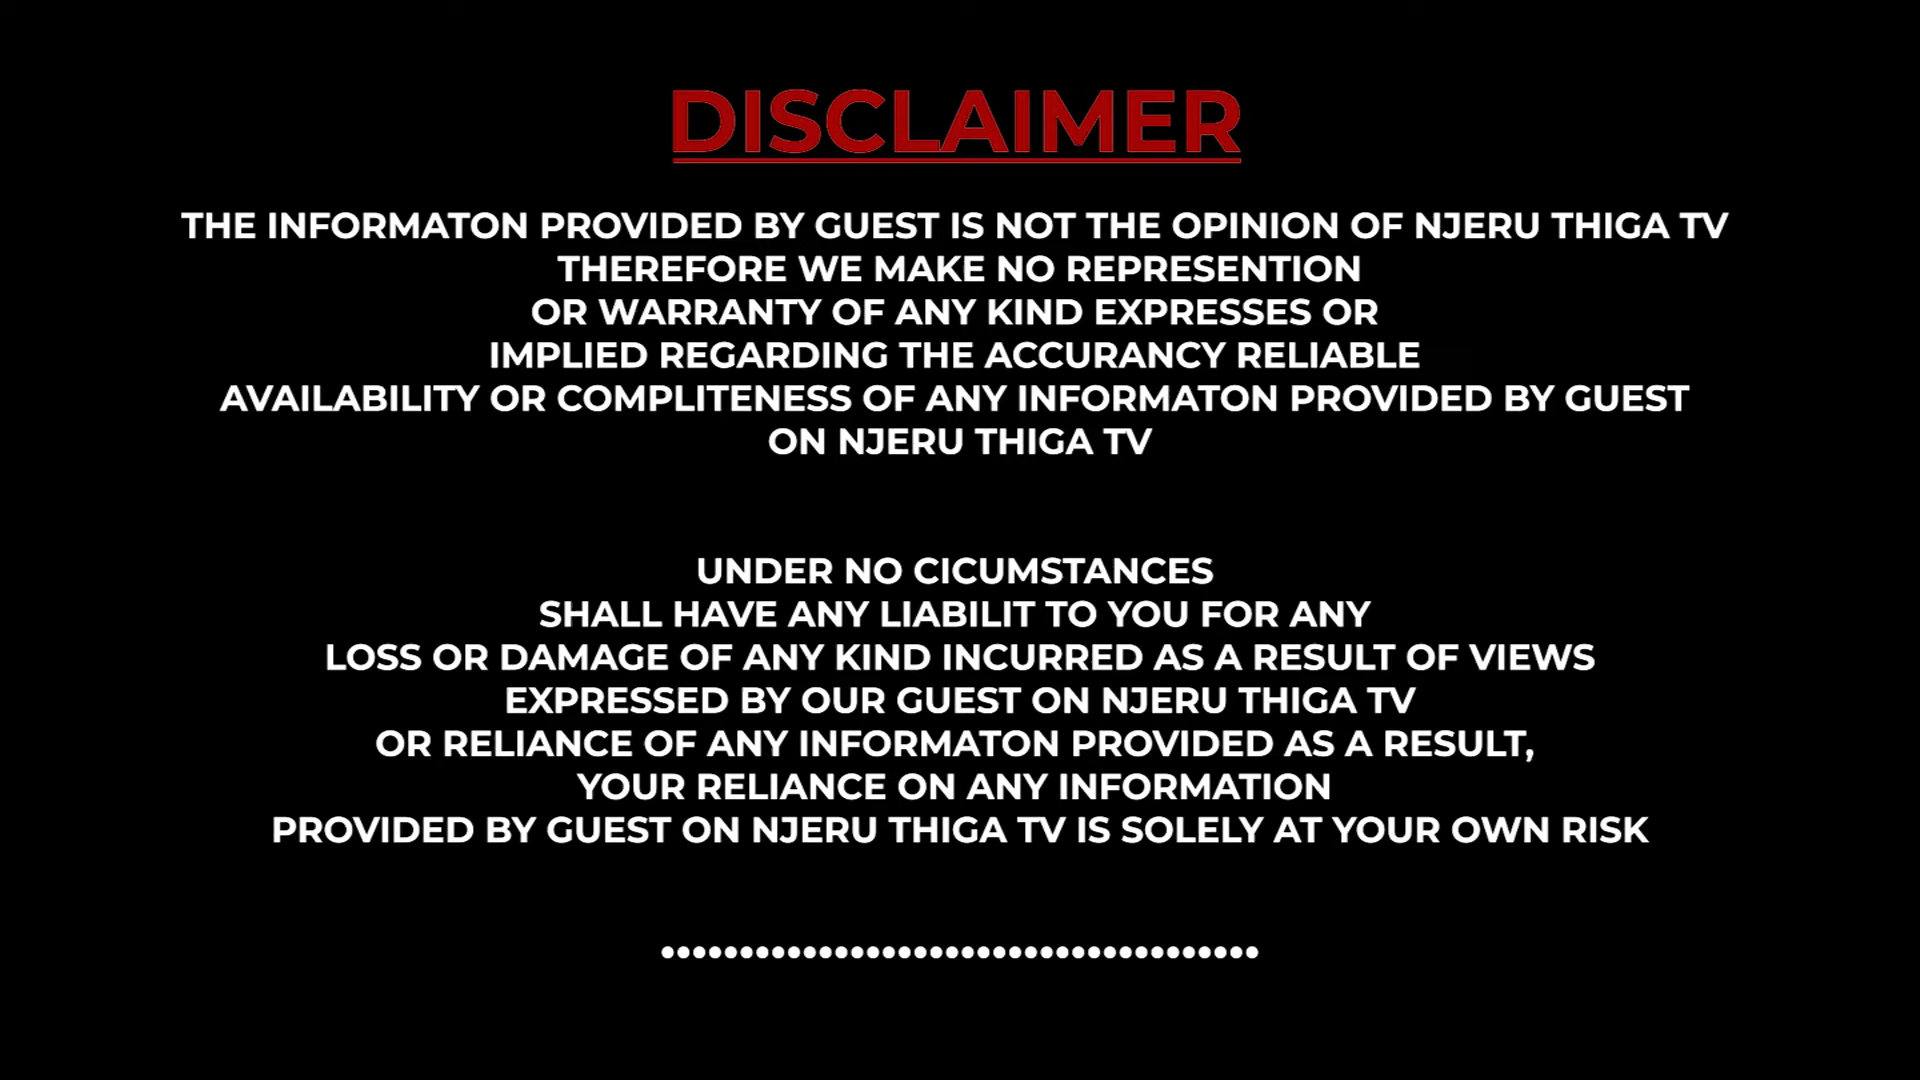 DISCLAIMER
THE INFORMATON PROVIDED BY GUEST IS NOT THE OPINION OF NJERU THIGA TV
THEREFORE WE MAKE NO REPRESENTION
OR WARRANTY OF ANY KIND EXPRESSES OR
IMPLIED REGARDING THE ACCURANCY RELIABLE
AVAILABILITY OR COMPLITENESS OF ANY INFORMATON PROVIDED BY GUEST
ON NJERU THIGA TV
UNDER NO CICUMSTANCES
SHALL HAVE ANY LIABILIT TO YOU FOR ANY
LOSS OR DAMAGE OF ANY KIND INCURRED AS A RESULT OF VIEWS
EXPRESSED BY OUR GUEST ON NJERU THIGA TV
OR RELIANCE OF ANY INFORMATON PROVIDED AS A RESULT,
YOUR RELIANCE ON ANY INFORMATION
PROVIDED BY GUEST ON NJERU THIGA TV IS SOLELY AT YOUR OWN RISK
......................................